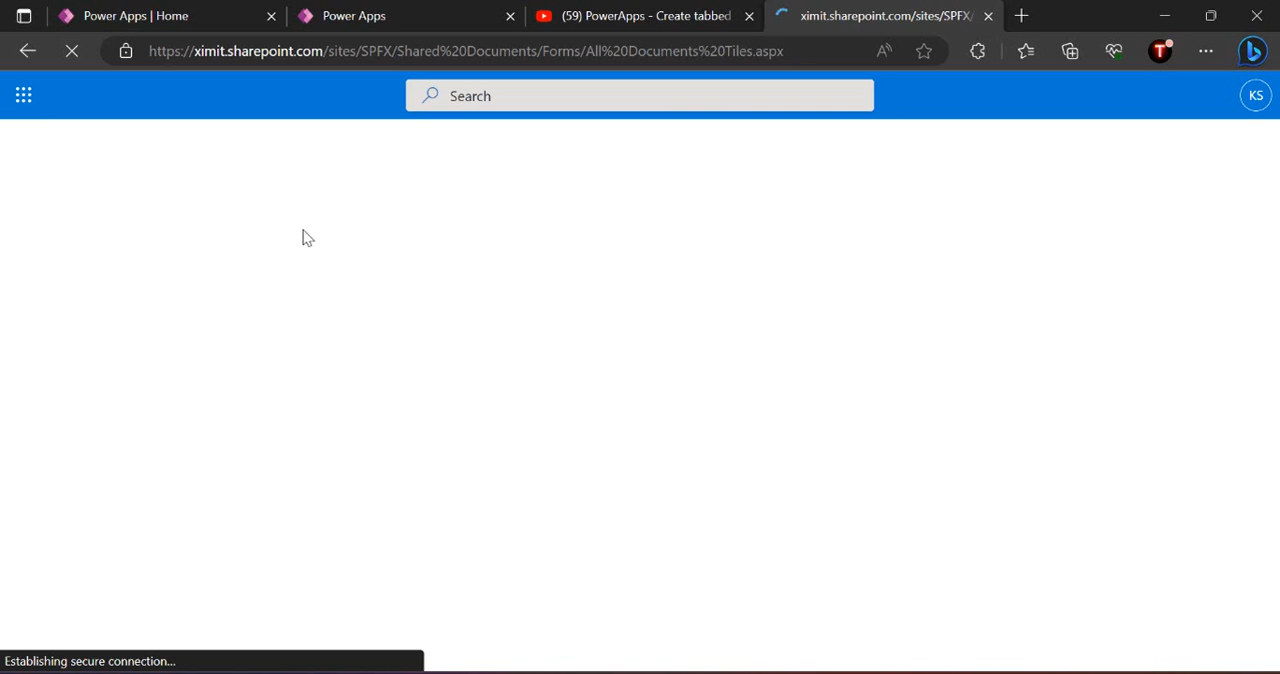 Power Apps | Home
Power Apps
(59) PowerApps - Create tabbed
ximit.sharepoint.com/sites/SPFX/
https://ximit.sharepoint.com/sites/SPFX/Shared%20Documents/Forms/All%20Documents%20Tiles.aspx
A
T
b
Search
KS
Establishing secure connection...